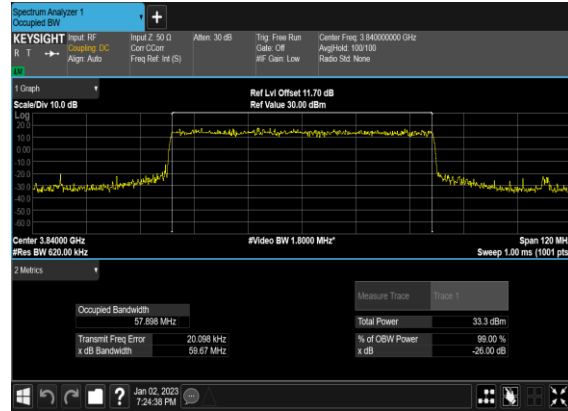 Spectrum Analyzer 1
Occupied BW
+
KEYSIGHT
R T
LM
Input: RF
Coupling: DC
Align: Auto
Input Z: 50 Ω
Corr CCorr
Freq Ref: Int (S)
Atten: 30 dB
Trig: Free Run
Gate: Off
#IF Gain: Low
Center Freq: 3.840000000 GHz
Avg|Hold: 100/100
Radio Std: None
1 Graph
Scale/Div 10.0 dB
Ref Lvl Offset 11.70 dB
Ref Value 30.00 dBm
Log
20.0
10.0
0.00
-10.0
-20.0
-30.0
-40.0
-50.0
-60.0
Center 3.84000 GHz
#Res BW 620.00 kHz
#Video BW 1.8000 MHz*
Span 120 MH
Sweep 1.00 ms (1001 pts
2 Metrics
Measure Trace Trace 1
Occupied Bandwidth
57.898 MHz
Total Power 33.3 dBm
Transmit Freq Error 20.098 kHz
% of OBW Power 99.00 %
x dB Bandwidth 59.67 MHz
x dB -26.00 dB
?
Jan 02, 2023
7:24:38 PM